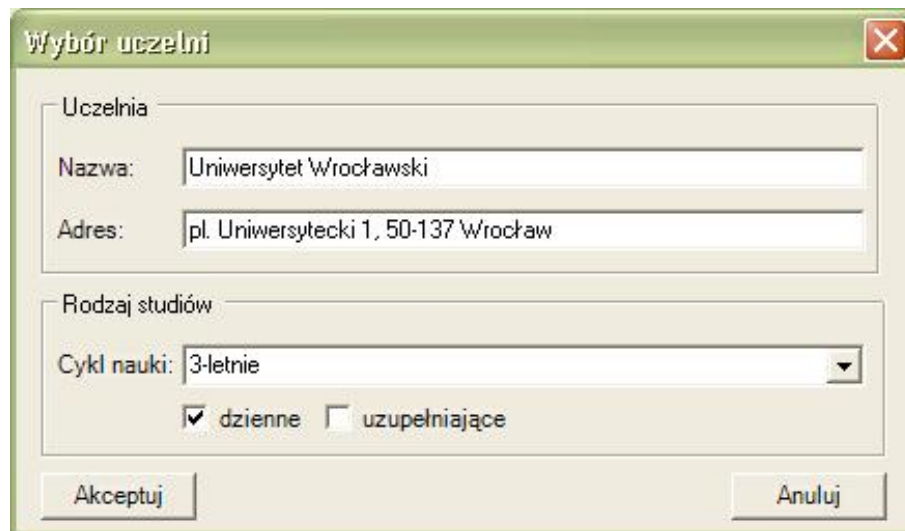 Wybór uczelni
Uczelnia
Nazwa: Uniwersytet Wrocławski
Adres: pl. Uniwersytecki 1, 50-137 Wrocław
Rodzaj studiów
Cykl nauki: 3-letnie
dzienne uzupełniające
Akceptuj Anuluj